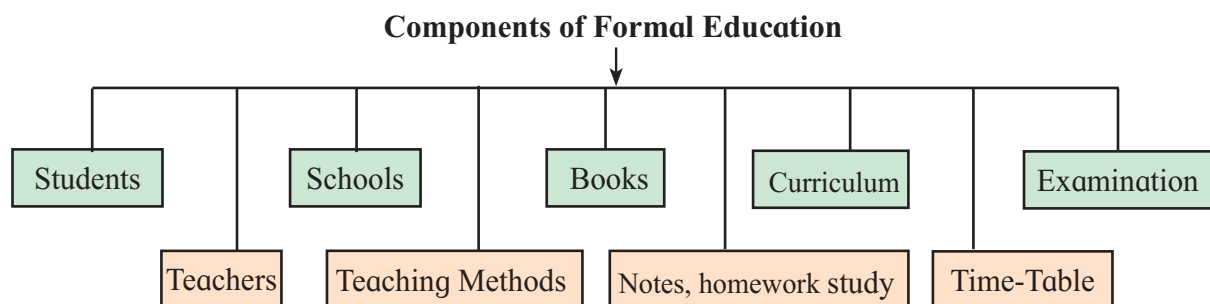 Components of Formal Education
Students
Schools
Books
Curriculum
Examination
Teachers
Teaching Methods
Notes, homework study
Time-Table